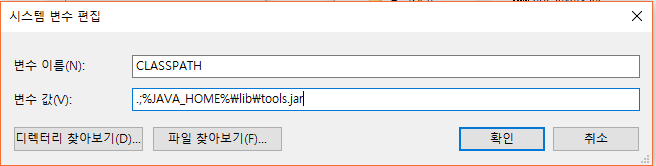 시스템 변수 편집
변수 이름(N): CLASSPATH
변수 값(V): .;%JAVA_HOME%₩lib₩tools.jar
디렉터리 찾아보기(D)... 파일 찾아보기(F)... 확인 취소